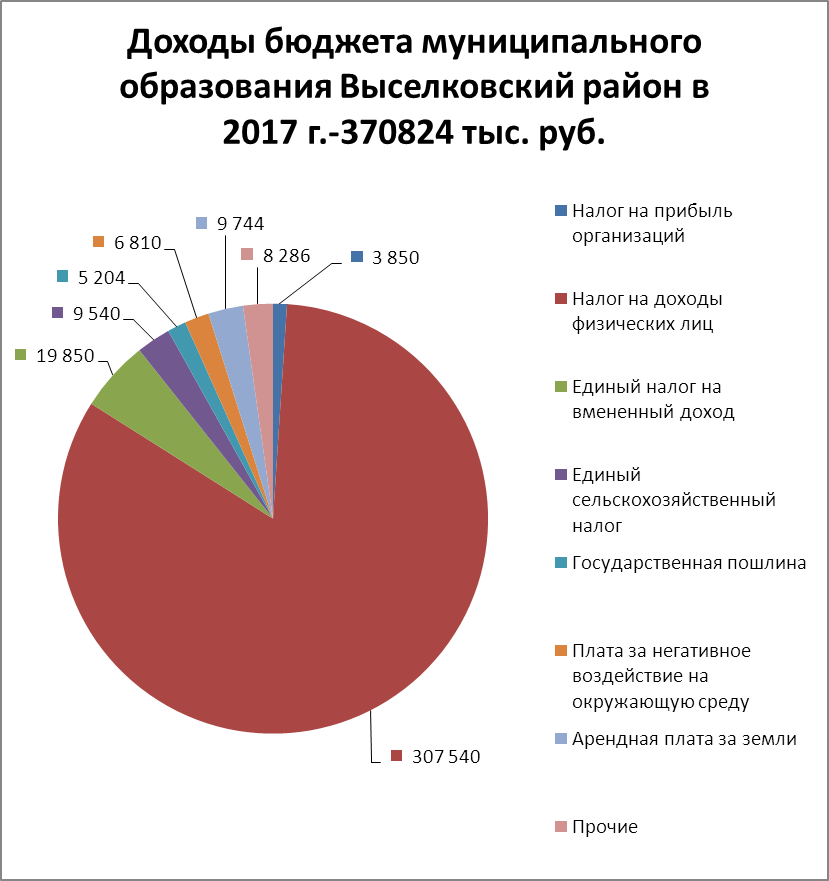 Доходы бюджета муниципального
образования Выселковский район в
2017 г.-370824 тыс. руб.
9 744
6 810
8 286
3 850
5 204
9 540
19 850
307 540
Налог на прибыль
организаций
Налог на доходы
физических лиц
Единый налог на
вмененный доход
Единый
сельскохозяйственный
налог
Государственная пошлина
Плата за негативное
воздействие на
окружающую среду
Арендная плата за земли
Прочие